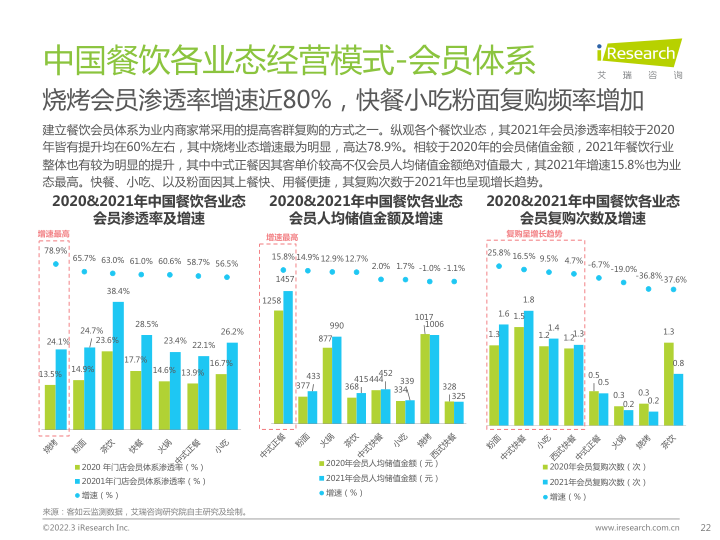 中国餐饮各业态经营模式-会员体系
iResearch
艾 瑞 咨 询
烧烤会员渗透率增速近80%，快餐小吃粉面复购频率增加
建立餐饮会员体系为业内商家常采用的提高客群复购的方式之一。纵观各个餐饮业态，其2021年会员渗透率相较于2020
年皆有提升均在60%左右，其中烧烤业态增速最为明显，高达78.9%。相较于2020年的会员储值金额，2021年餐饮行业
整体也有较为明显的提升，其中中式正餐因其客单价较高不仅会员人均储值金额绝对值最大，其2021年增速15.8%也为业
态最高。快餐、小吃、以及粉面因其上餐快、用餐便捷，其复购次数于2021年也呈现增长趋势。
2020&2021年中国餐饮各业态
会员渗透率及增速
增速最高
78.9% 65.7% 63.0% 61.0% 60.6% 58.7% 56.5%
13.5% 24.1% 14.9% 24.7% 23.6% 38.4% 17.7% 28.5% 14.6% 23.4% 13.9% 22.1% 16.7% 26.2%
烧烤 粉面 茶饮 快餐 火锅 中式正餐 小吃
2020 年门店会员体系渗透率（%）
20201年门店会员体系渗透率（%）
增速（%）
2020&2021年中国餐饮各业态
会员人均储值金额及增速
增速最高
15.8% 14.9% 12.9% 12.7% 2.0% 1.7% -1.0% -1.1%
1258 1457 377 433 877 990 368 415 444 452 334 339 1017 1006 328 325
中式正餐 粉面 火锅 茶饮 中式快餐 小吃 烧烤 西式快餐
2020年会员人均储值金额（元）
2021年会员人均储值金额（元）
增速（%）
2020&2021年中国餐饮各业态
会员复购次数及增速
复购呈增长趋势
25.8% 16.5% 9.5% 4.7% -6.7% -19.0% -36.8% -37.6%
1.3 1.6 1.5 1.8 1.2 1.4 1.2 1.3 0.5 0.5 0.3 0.2 0.3 0.2 1.3 0.8
粉面 中式快餐 小吃 西式快餐 中式正餐 火锅 烧烤 茶饮
2020年会员复购次数（次）
2021年会员复购次数（次）
增速（%）
来源：客如云监测数据，艾瑞咨询研究院自主研究及绘制。
©2022.3 iResearch Inc.
www.iresearch.com.cn
22